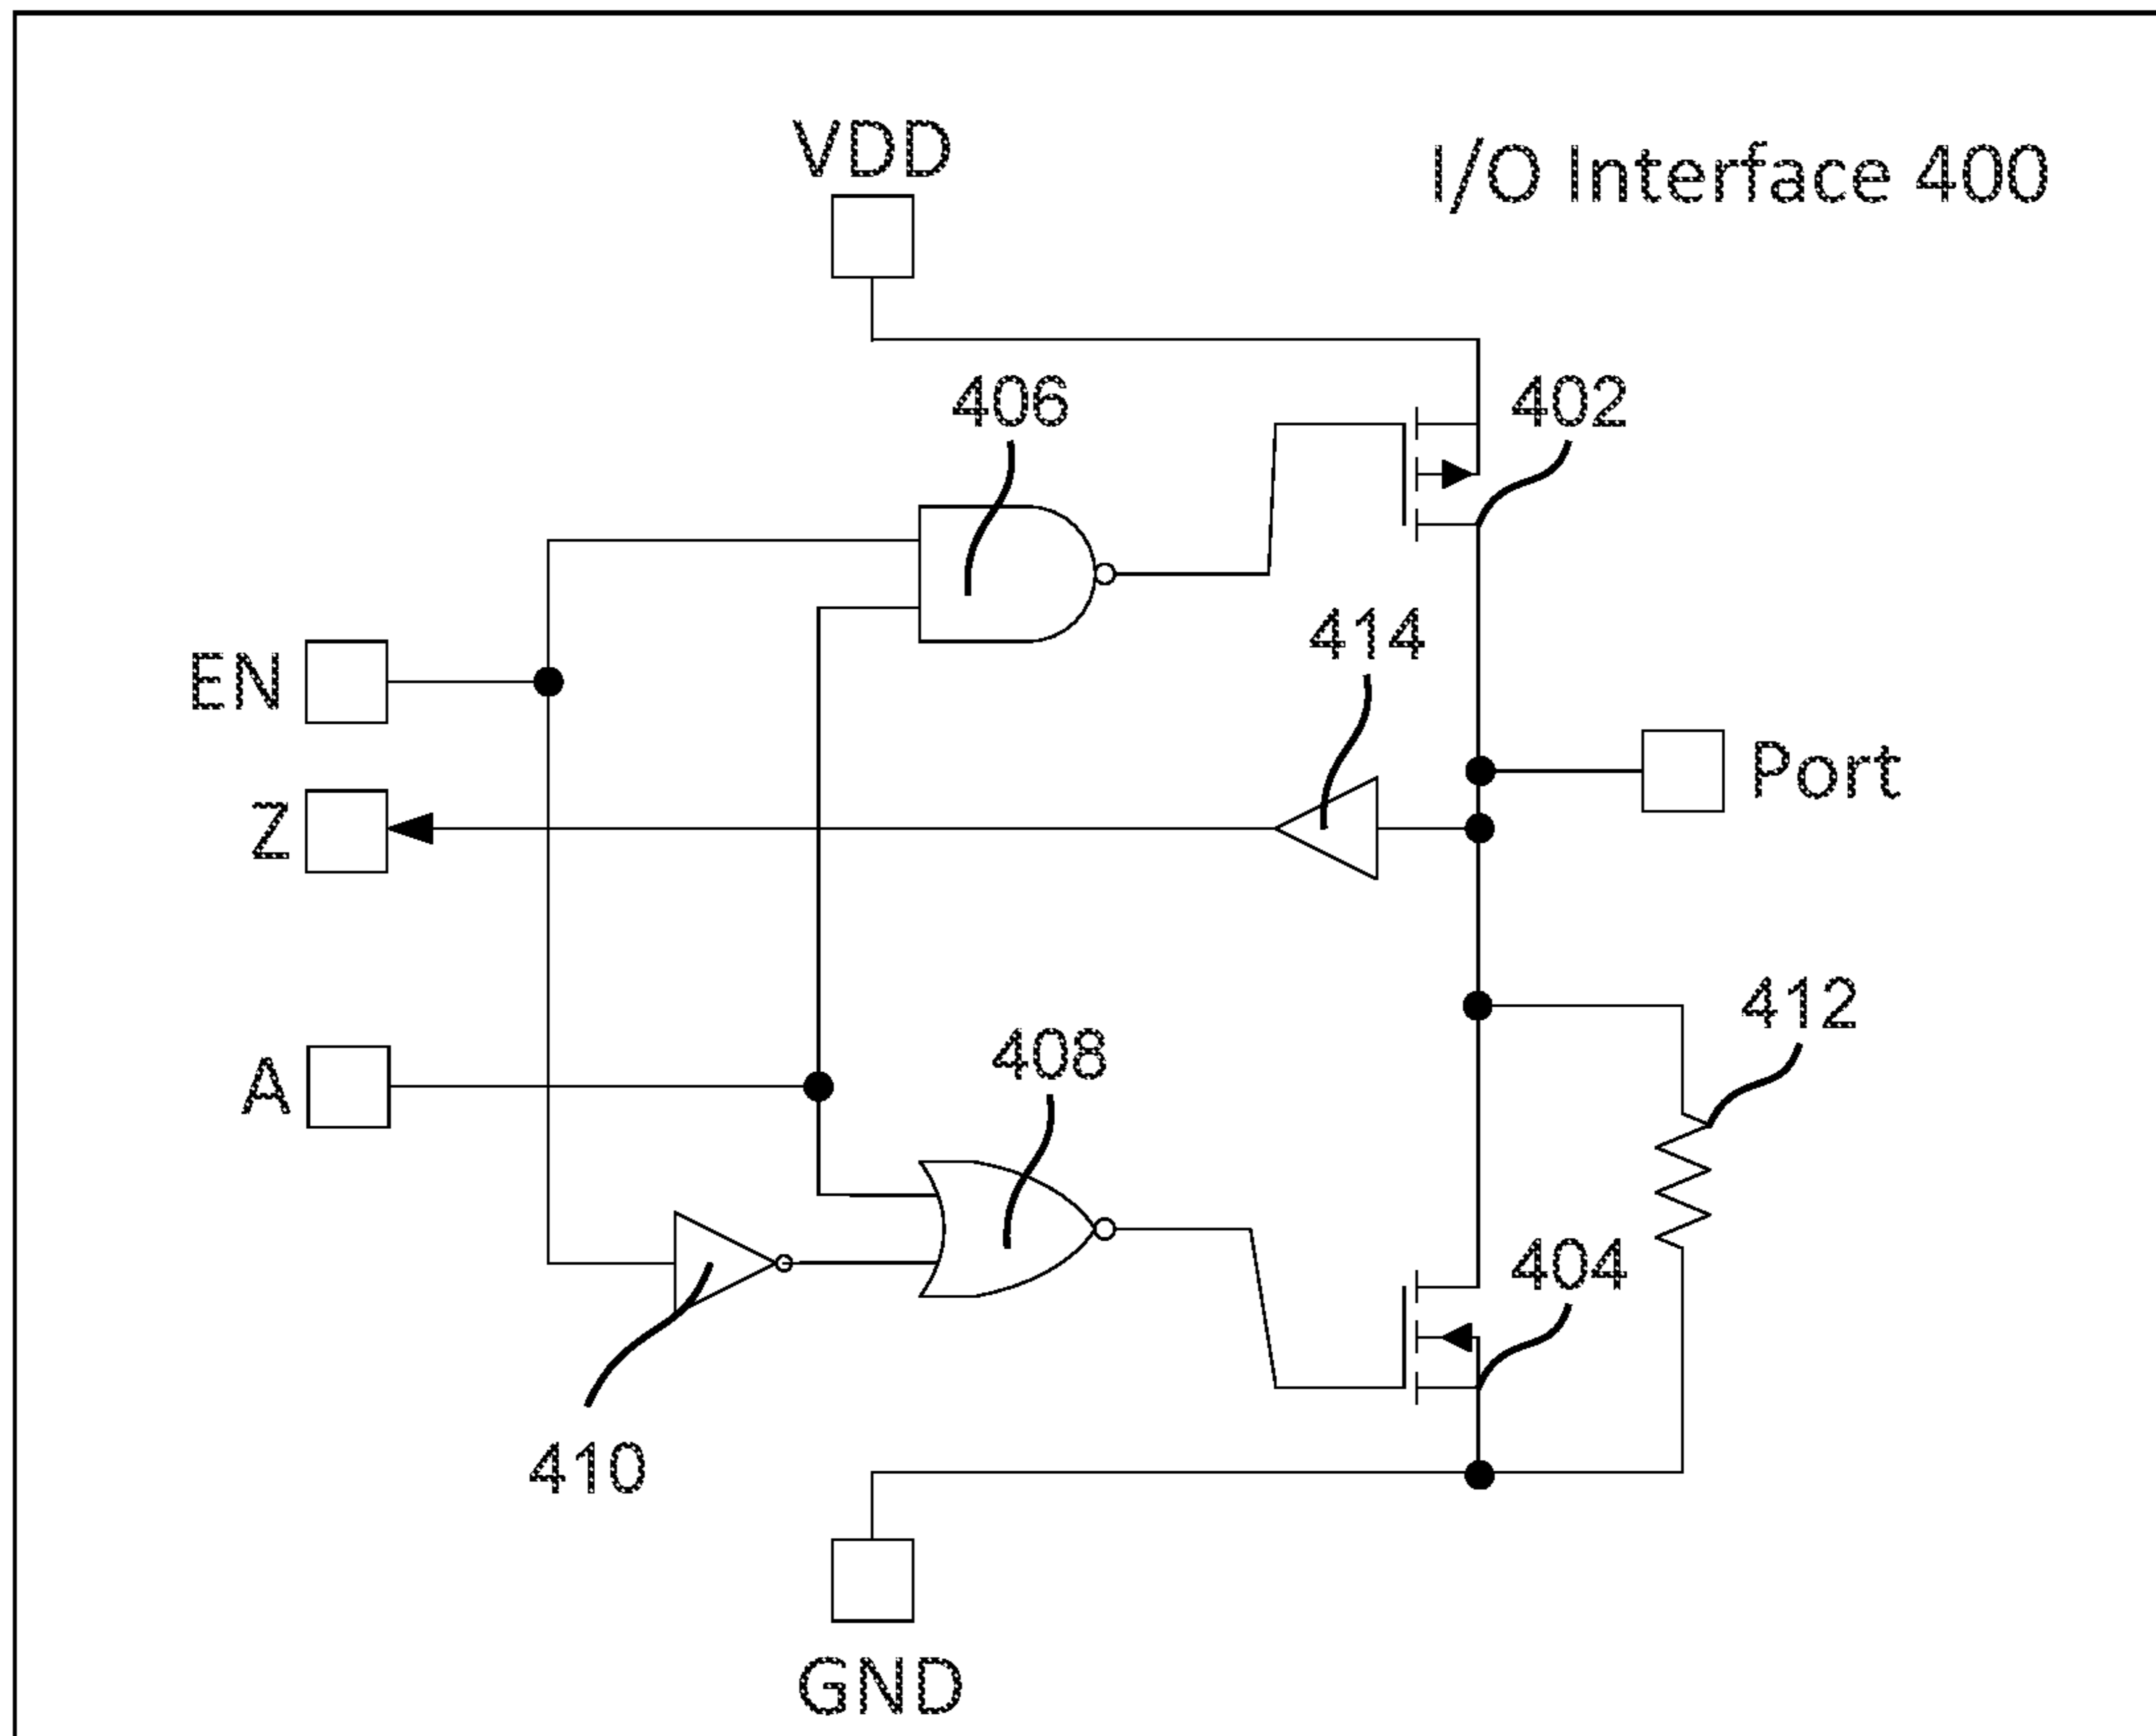 VDD
I/O Interface 400
406
402
414
EN
Port
Z
412
A
408
404
410
GND